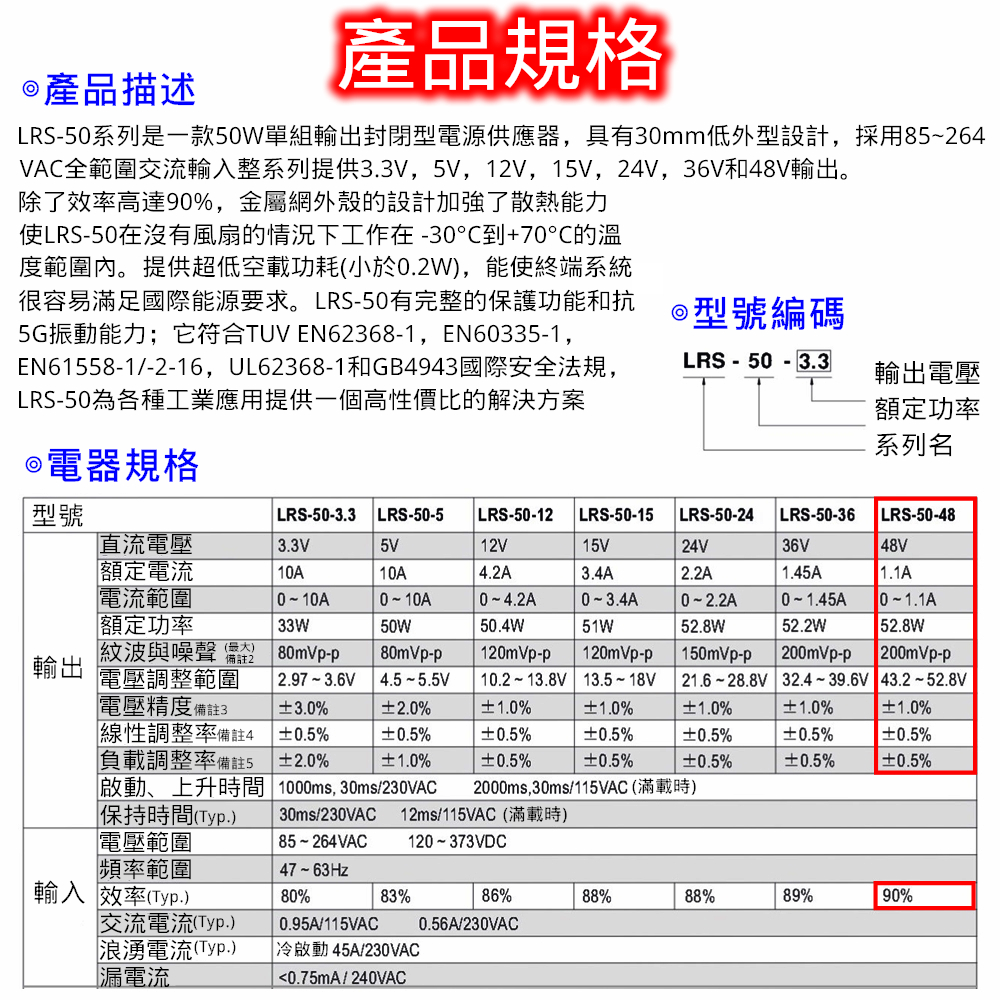 產品規格
◎產品描述
LRS-50系列是一款50W單組輸出封閉型電源供應器，具有30mm低外型設計，採用85~264
VAC全範圍交流輸入整系列提供3.3V，5V，12V，15V，24V，36V和48V輸出。
除了效率高達90%，金屬網外殼的設計加強了散熱能力
使LRS-50在沒有風扇的情況下工作在 -30°C到+70°C的溫
度範圍內。提供超低空載功耗(小於0.2W)，能使終端系統
很容易滿足國際能源要求。LRS-50有完整的保護功能和抗
5G振動能力；它符合TUV EN62368-1，EN60335-1，
EN61558-1/-2-16，UL62368-1和GB4943國際安全法規，
LRS-50為各種工業應用提供一個高性價比的解決方案
◎型號編碼
LRS - 50 - 3.3
輸出電壓
額定功率
系列名
◎電器規格
型號 LRS-50-3.3 LRS-50-5 LRS-50-12 LRS-50-15 LRS-50-24 LRS-50-36 LRS-50-48
輸出
直流電壓 3.3V 5V 12V 15V 24V 36V 48V
額定電流 10A 10A 4.2A 3.4A 2.2A 1.45A 1.1A
電流範圍 0 ~ 10A 0 ~ 10A 0 ~ 4.2A 0 ~ 3.4A 0 ~ 2.2A 0 ~ 1.45A 0 ~ 1.1A
額定功率 33W 50W 50.4W 51W 52.8W 52.2W 52.8W
紋波與噪聲 (最大) 備註2 80mVp-p 80mVp-p 120mVp-p 120mVp-p 150mVp-p 200mVp-p 200mVp-p
電壓調整範圍 2.97 ~ 3.6V 4.5 ~ 5.5V 10.2 ~ 13.8V 13.5 ~ 18V 21.6 ~ 28.8V 32.4 ~ 39.6V 43.2 ~ 52.8V
電壓精度備註3 ±3.0% ±2.0% ±1.0% ±1.0% ±1.0% ±1.0% ±1.0%
線性調整率備註4 ±0.5% ±0.5% ±0.5% ±0.5% ±0.5% ±0.5% ±0.5%
負載調整率備註5 ±2.0% ±1.0% ±0.5% ±0.5% ±0.5% ±0.5% ±0.5%
啟動、上升時間 1000ms, 30ms/230VAC 2000ms,30ms/115VAC (滿載時)
保持時間(Typ.) 30ms/230VAC 12ms/115VAC (滿載時)
輸入
電壓範圍 85 ~ 264VAC 120 ~ 373VDC
頻率範圍 47 ~ 63Hz
效率(Typ.) 80% 83% 86% 88% 88% 89% 90%
交流電流(Typ.) 0.95A/115VAC 0.56A/230VAC
浪湧電流(Typ.) 冷啟動 45A/230VAC
漏電流 <0.75mA / 240VAC